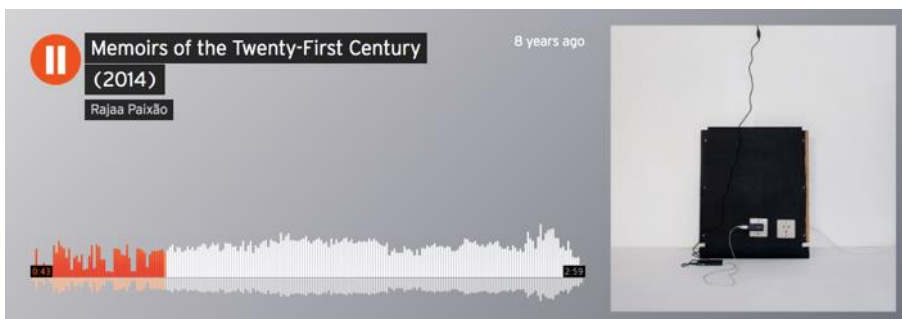 Memoirs of the Twenty-First Century
(2014)
Rajaa Paixão
8 years ago
0:43
2:59